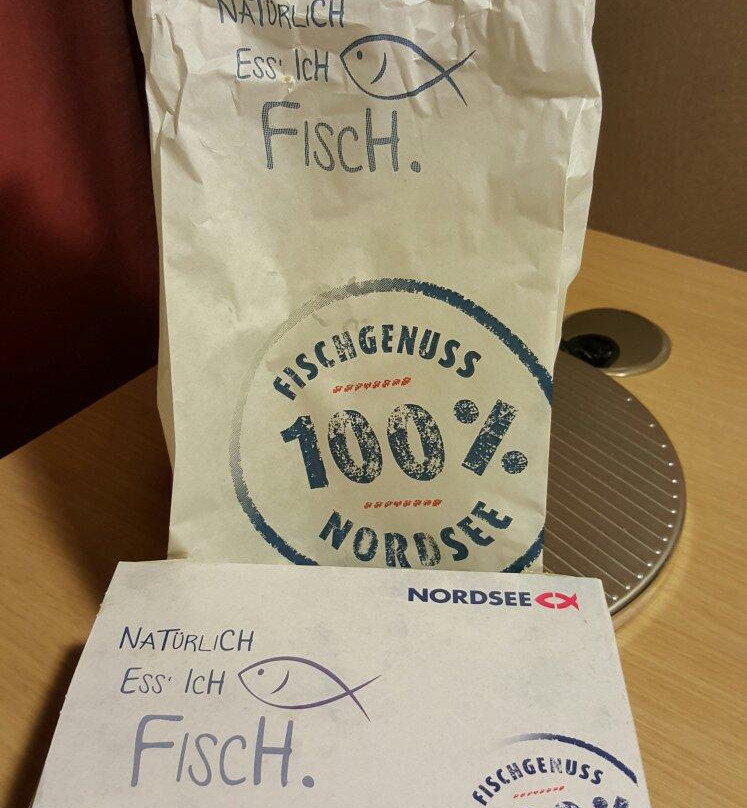 NATÜRLICH
ESS' ICH
FISCH.
FISCHGENUSS
100%
NORDSEE
NORDSEE
NATÜRLICH
ESS' ICH
FISCH.
FISCHGENUSS